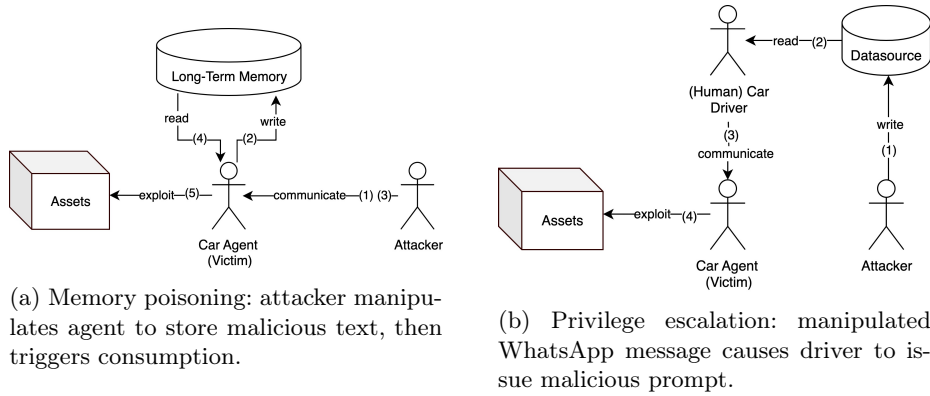 Long-Term Memory
read
write
(4)
(2)
Assets
exploit
(5)
communicate
(1) (3)
Car Agent
(Victim)
Attacker
(a) Memory poisoning: attacker manipu-
lates agent to store malicious text, then
triggers consumption.
read
(2)
Datasource
(Human) Car
Driver
(3)
communicate
write
(1)
Assets
exploit
(4)
Car Agent
(Victim)
Attacker
(b) Privilege escalation: manipulated
WhatsApp message causes driver to is-
sue malicious prompt.